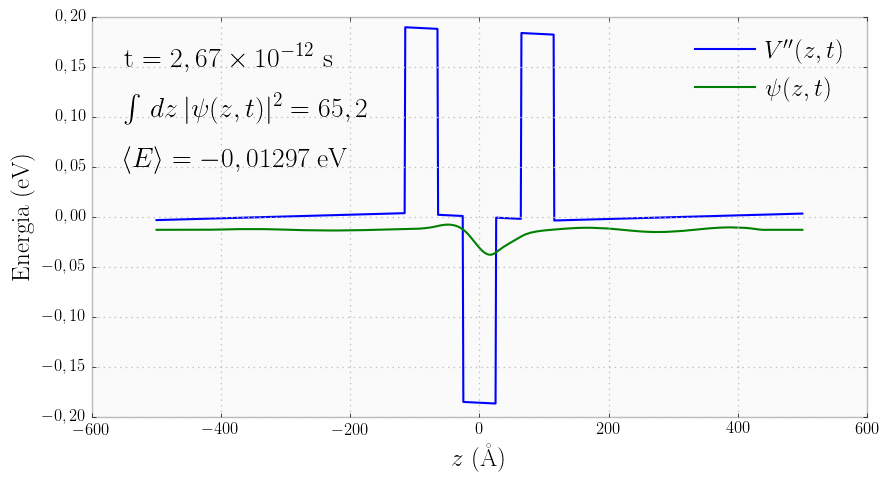 t = 2,67 × 10⁻¹² s
∫ dz |ψ(z, t)|² = 65,2
⟨E⟩ = −0,01297 eV
V''(z, t)
ψ(z, t)
Energia (eV)
0,20
0,15
0,10
0,05
0,00
−0,05
−0,10
−0,15
−0,20
−600 −400 −200 0 200 400 600
z (Å)